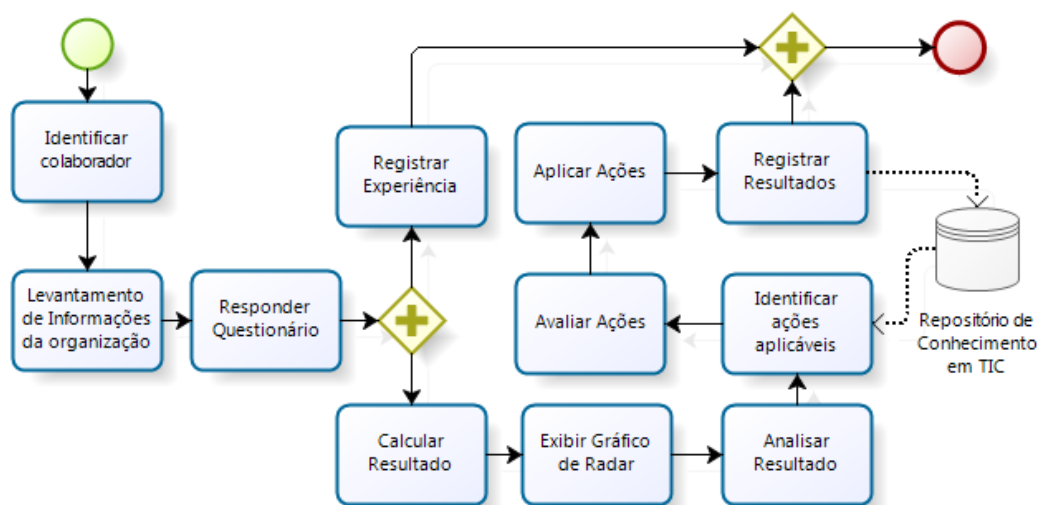 Identificar
colaborador
Levantamento
de Informações
da organização
Responder
Questionário
Registrar
Experiência
Calcular
Resultado
Exibir Gráfico
de Radar
Analisar
Resultado
Identificar
ações
aplicáveis
Avaliar Ações
Aplicar Ações
Registrar
Resultados
Repositório de
Conhecimento
em TIC